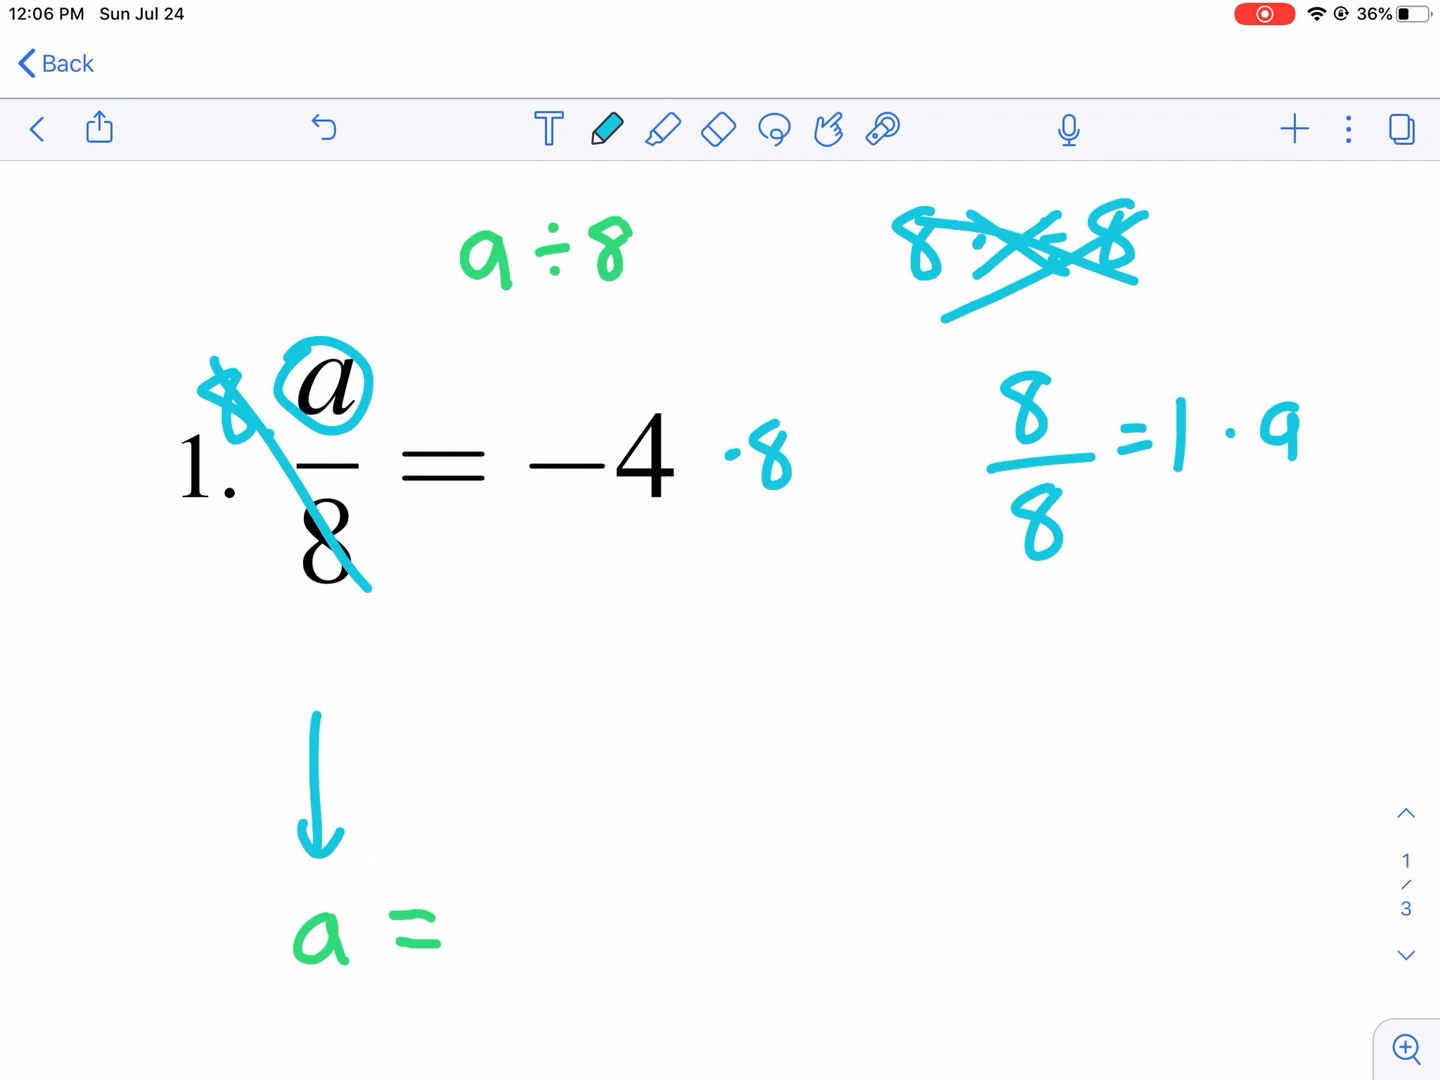 12:06 PM Sun Jul 24
36%
Back
a ÷ 8
8 ÷ 8
1. 8 · a/8 = −4 · 8
8/8 = 1 · a
a =
1
/
3